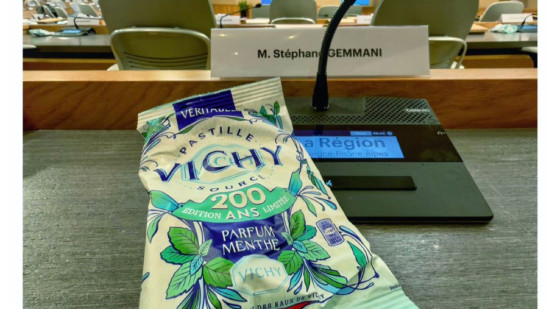 M. Stéphane GEMMANI
VÉRITABLE
PASTILLE
VICHY
SOURCE
200
ÉDITION ANS LIMITÉE
PARFUM
MENTHE
VICHY
La Région